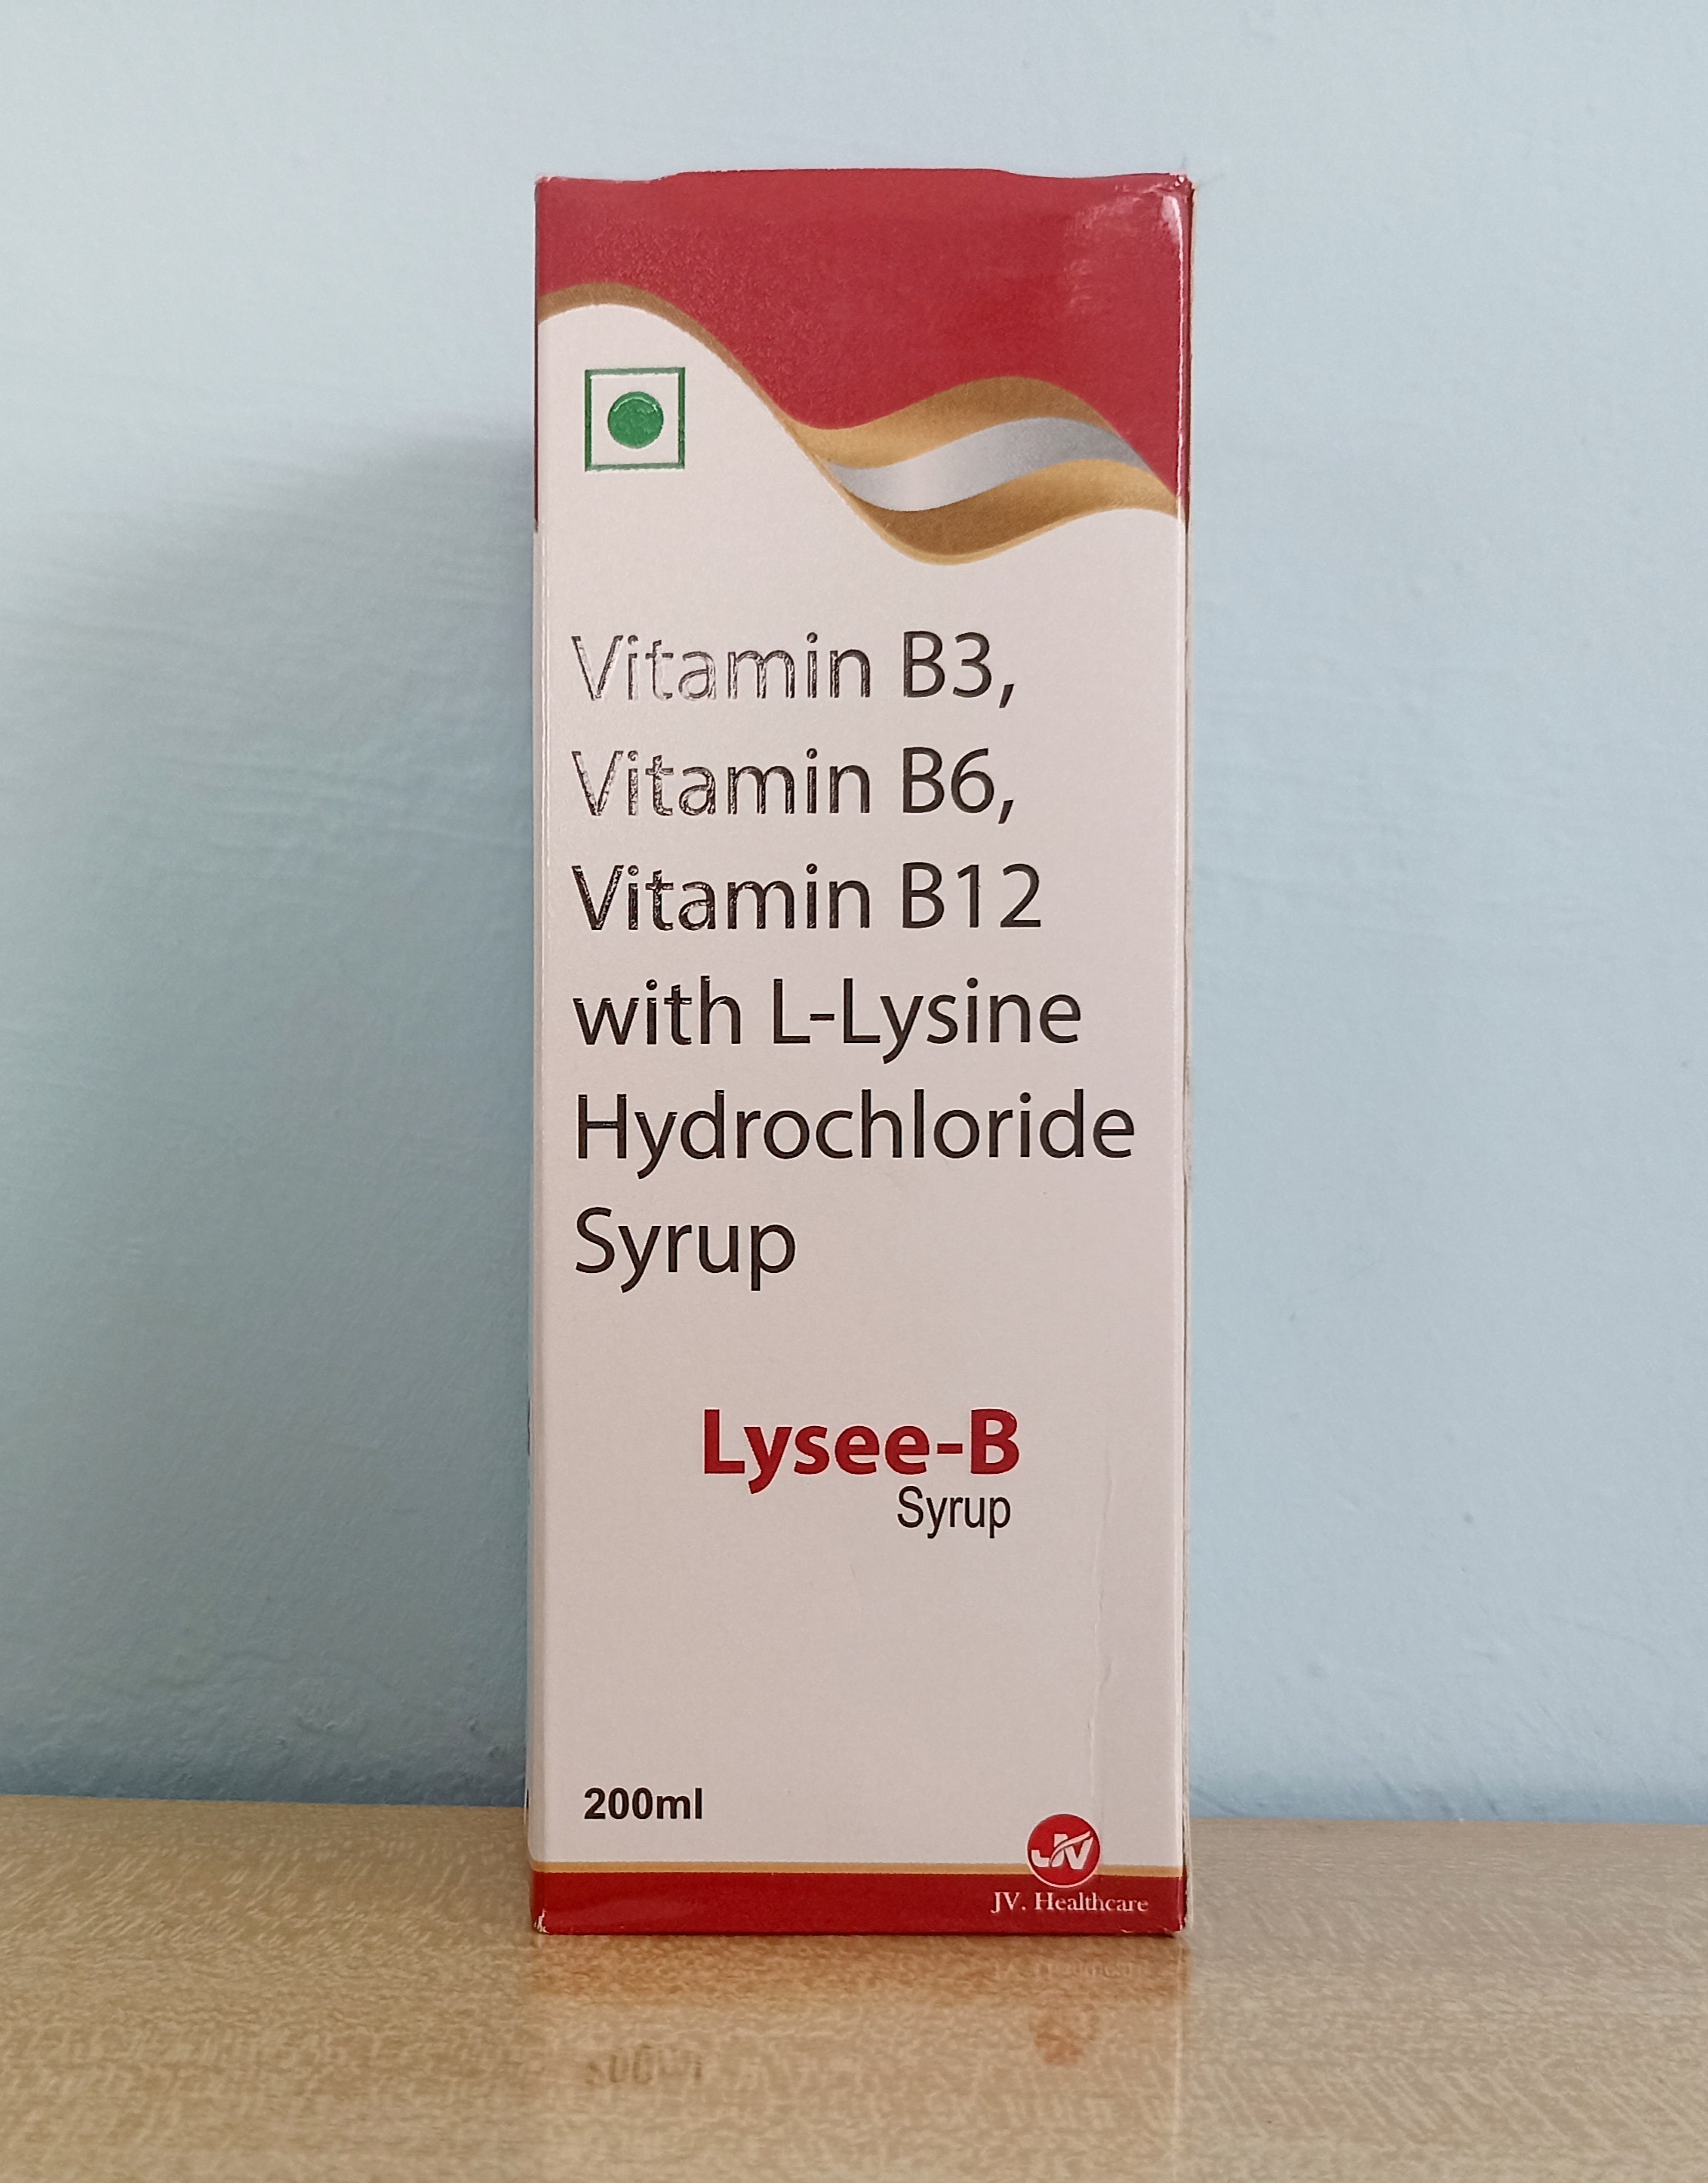 Vitamin B3,
Vitamin B6,
Vitamin B12
with L-Lysine
Hydrochloride
Syrup
Lysee-B
Syrup
200ml
JV
JV. Healthcare